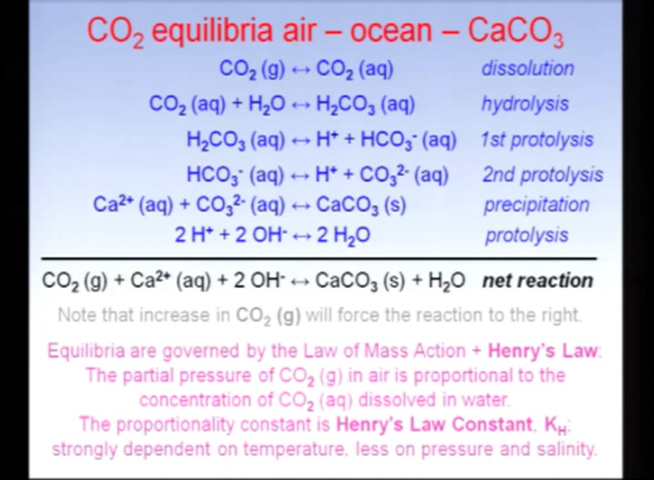 CO₂ equilibria air – ocean – CaCO₃
CO₂ (g) ↔ CO₂ (aq) dissolution
CO₂ (aq) + H₂O ↔ H₂CO₃ (aq) hydrolysis
H₂CO₃ (aq) ↔ H⁺ + HCO₃⁻ (aq) 1st protolysis
HCO₃⁻ (aq) ↔ H⁺ + CO₃²⁻ (aq) 2nd protolysis
Ca²⁺ (aq) + CO₃²⁻ (aq) ↔ CaCO₃ (s) precipitation
2 H⁺ + 2 OH⁻ ↔ 2 H₂O protolysis
CO₂ (g) + Ca²⁺ (aq) + 2 OH⁻ ↔ CaCO₃ (s) + H₂O net reaction
Note that increase in CO₂ (g) will force the reaction to the right.
Equilibria are governed by the Law of Mass Action + Henry's Law:
The partial pressure of CO₂ (g) in air is proportional to the
concentration of CO₂ (aq) dissolved in water.
The proportionality constant is Henry's Law Constant, K_H;
strongly dependent on temperature, less on pressure and salinity.